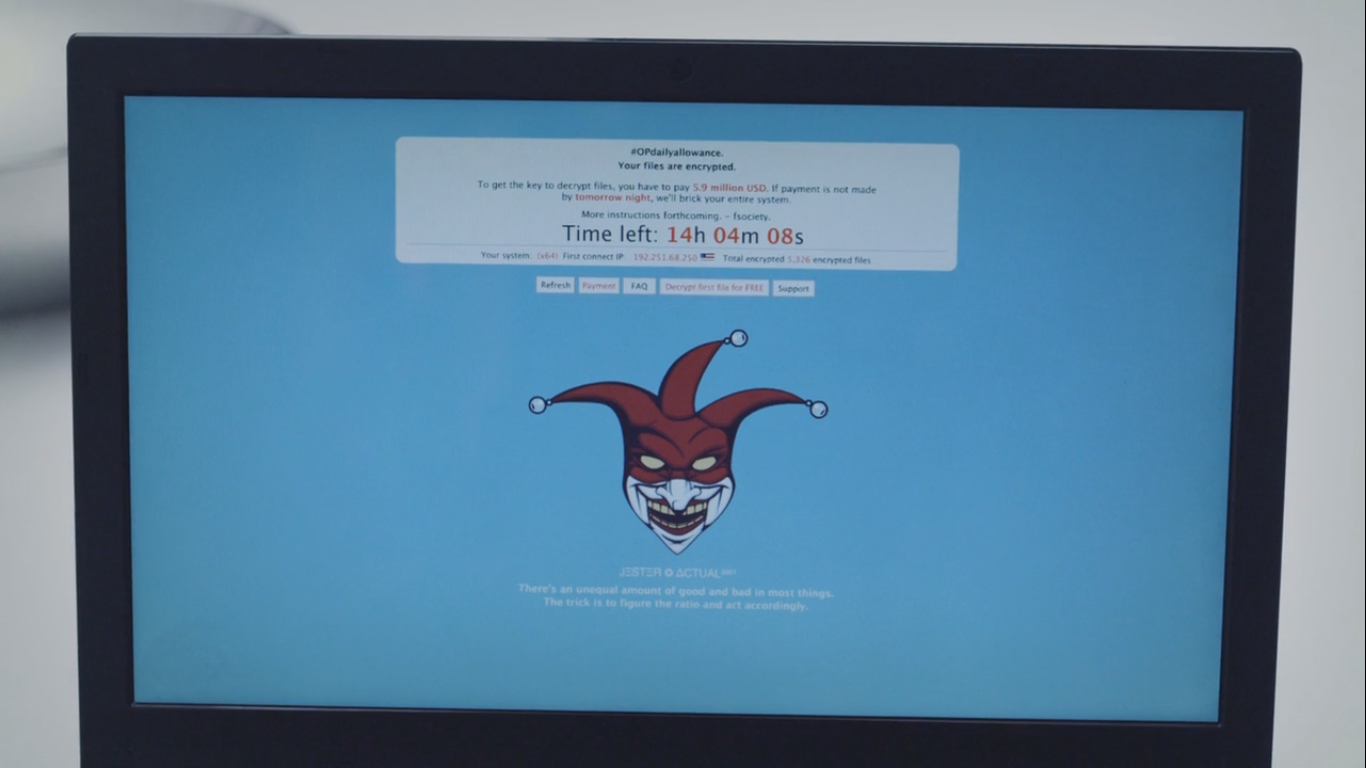 #OPdailyallowance.
Your files are encrypted.
To get the key to decrypt files, you have to pay 5.9 million USD. If payment is not made
by tomorrow night, we'll brick your entire system.
More instructions forthcoming. – fsociety.
Time left: 14h 04m 08s
Your system: (x64) First connect IP: 192.251.68.250 Total encrypted 5,326 encrypted files
Refresh Payment FAQ Decrypt first file for FREE Support
JΞSTΞR ✪ ΔCTUAL
There's an unequal amount of good and bad in most things.
The trick is to figure the ratio and act accordingly.